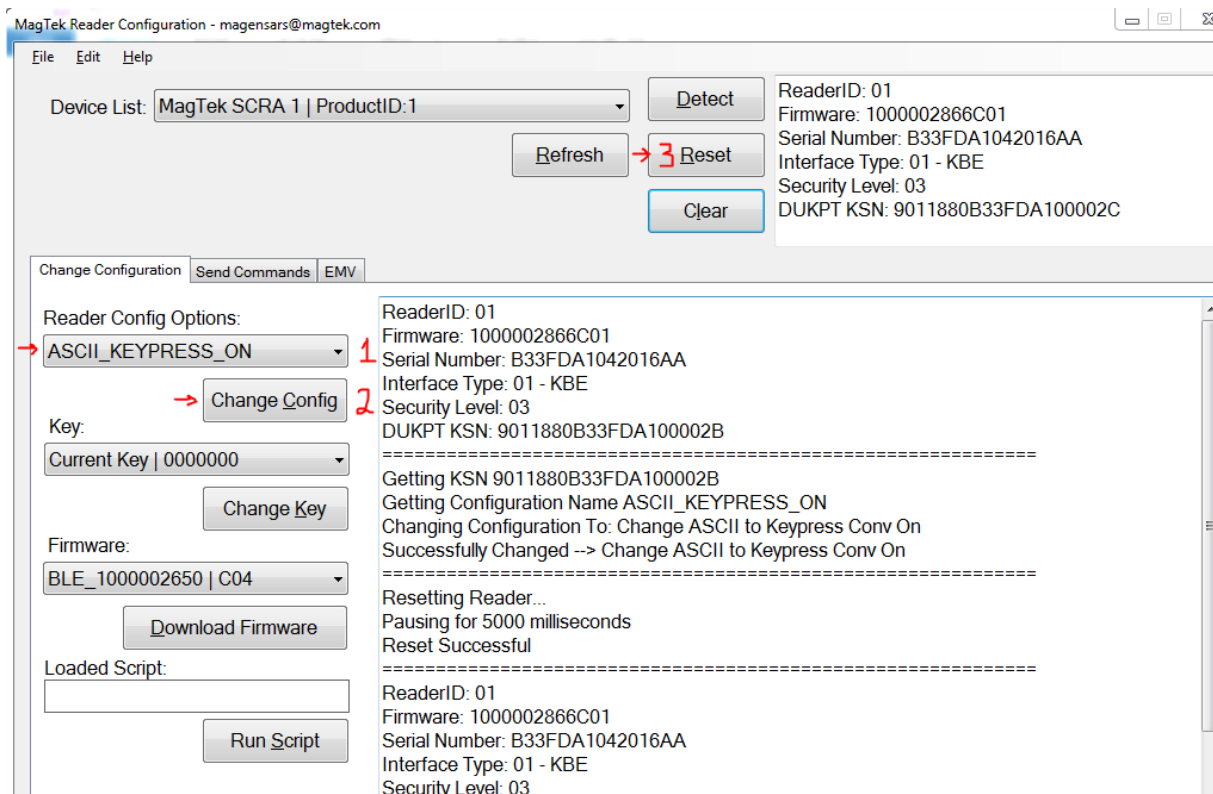 MagTek Reader Configuration - magensars@magtek.com
File Edit Help
Device List: MagTek SCRA 1 | ProductID:1
Detect
Refresh
→ 3 Reset
Clear
ReaderID: 01
Firmware: 1000002866C01
Serial Number: B33FDA1042016AA
Interface Type: 01 - KBE
Security Level: 03
DUKPT KSN: 9011880B33FDA100002C
Change Configuration Send Commands EMV
Reader Config Options:
→ ASCII_KEYPRESS_ON 1
→ Change Config 2
Key:
Current Key | 0000000
Change Key
Firmware:
BLE_1000002650 | C04
Download Firmware
Loaded Script:
Run Script
ReaderID: 01
Firmware: 1000002866C01
Serial Number: B33FDA1042016AA
Interface Type: 01 - KBE
Security Level: 03
DUKPT KSN: 9011880B33FDA100002B
=============================================================
Getting KSN 9011880B33FDA100002B
Getting Configuration Name ASCII_KEYPRESS_ON
Changing Configuration To: Change ASCII to Keypress Conv On
Successfully Changed --> Change ASCII to Keypress Conv On
=============================================================
Resetting Reader...
Pausing for 5000 milliseconds
Reset Successful
=============================================================
ReaderID: 01
Firmware: 1000002866C01
Serial Number: B33FDA1042016AA
Interface Type: 01 - KBE
Security Level: 03